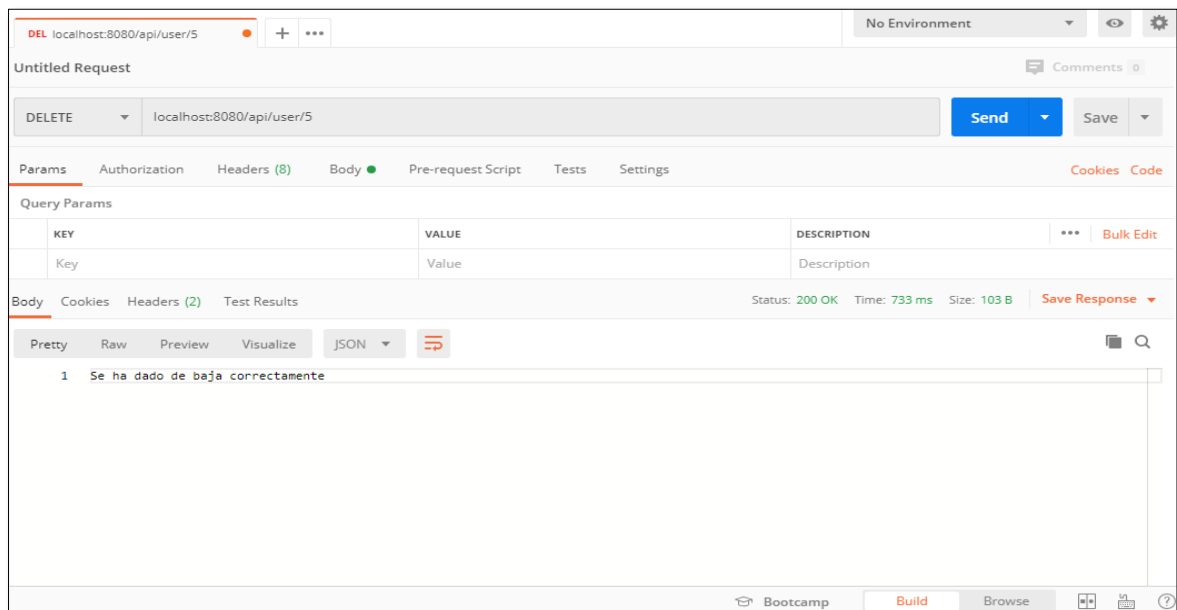 DEL localhost:8080/api/user/5
No Environment
Untitled Request
Comments 0
DELETE localhost:8080/api/user/5 Send Save
Params Authorization Headers (8) Body Pre-request Script Tests Settings Cookies Code
Query Params
KEY VALUE DESCRIPTION Bulk Edit
Key Value Description
Body Cookies Headers (2) Test Results Status: 200 OK Time: 733 ms Size: 103 B Save Response
Pretty Raw Preview Visualize JSON
1 Se ha dado de baja correctamente
Bootcamp Build Browse